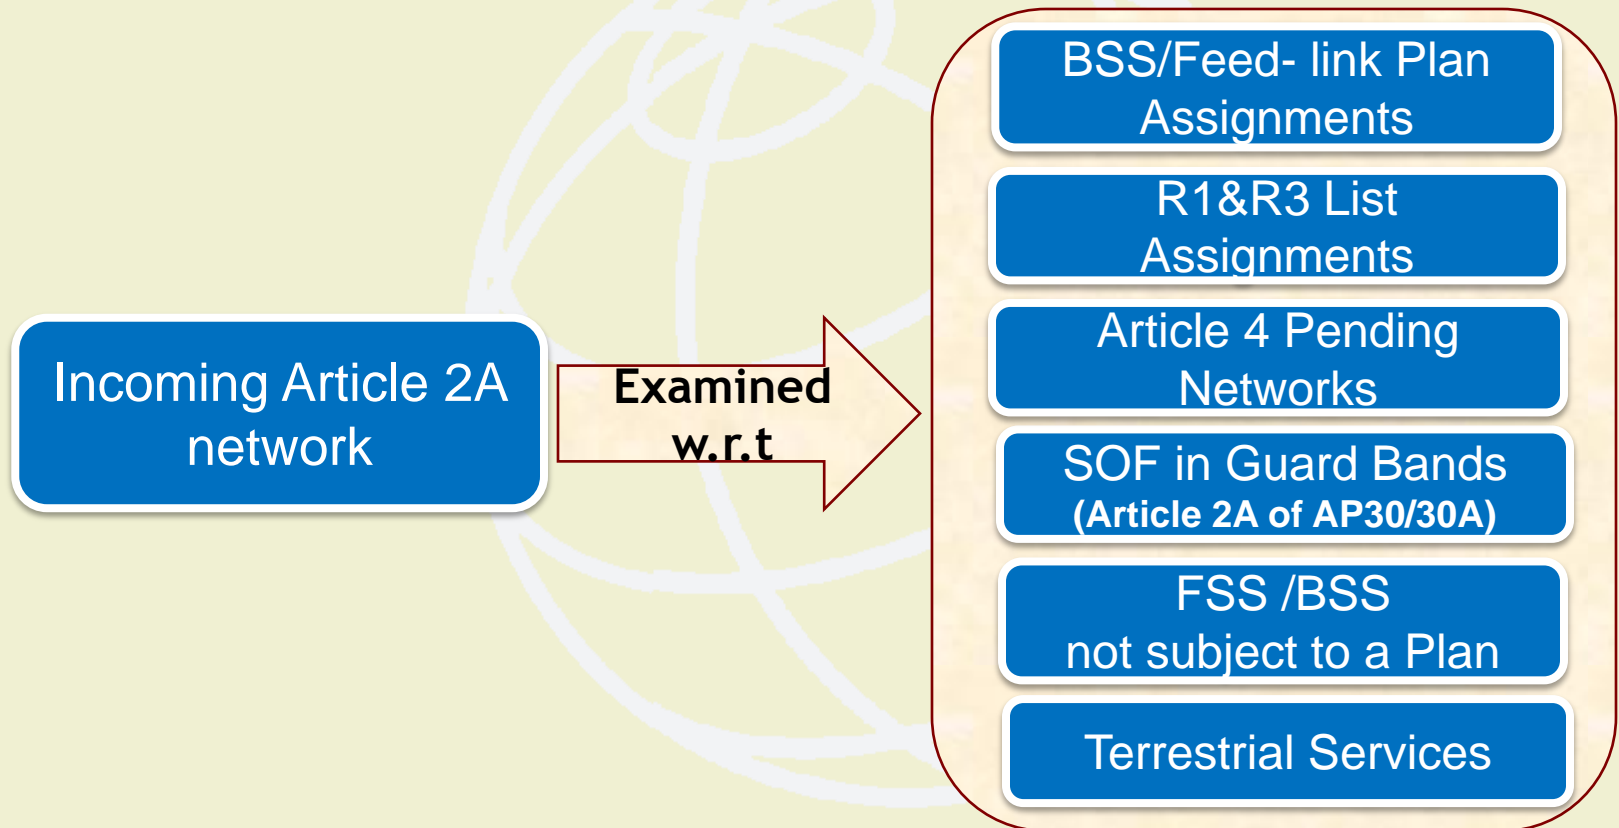 Incoming Article 2A
network
Examined
w.r.t
BSS/Feed- link Plan
Assignments
R1&R3 List
Assignments
Article 4 Pending
Networks
SOF in Guard Bands
(Article 2A of AP30/30A)
FSS /BSS
not subject to a Plan
Terrestrial Services